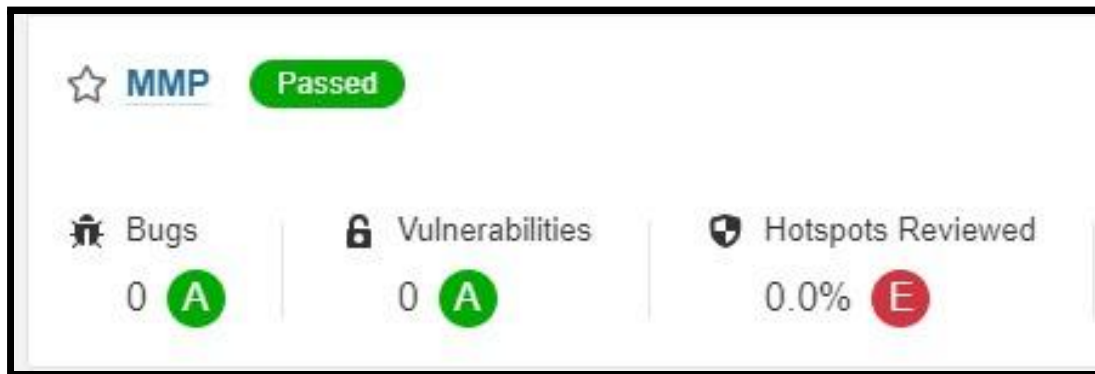 MMP Passed
Bugs Vulnerabilities Hotspots Reviewed
0 A 0 A 0.0% E